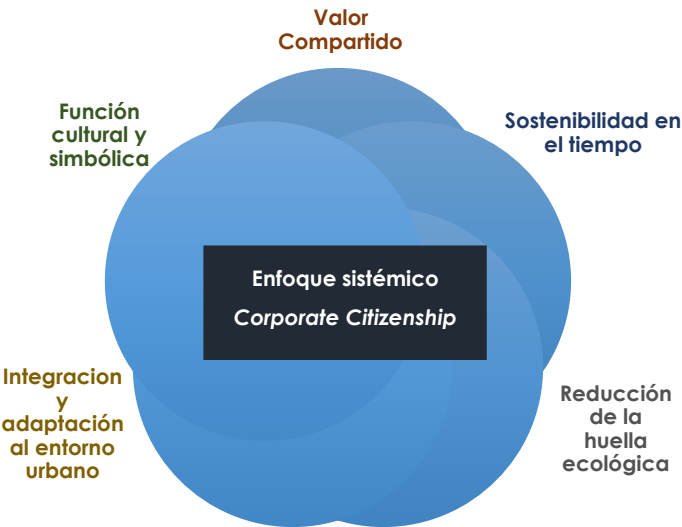 Valor
Compartido
Función
cultural y
simbólica
Sostenibilidad en
el tiempo
Enfoque sistémico
Corporate Citizenship
Integracion
y
adaptación
al entorno
urbano
Reducción
de la
huella
ecológica